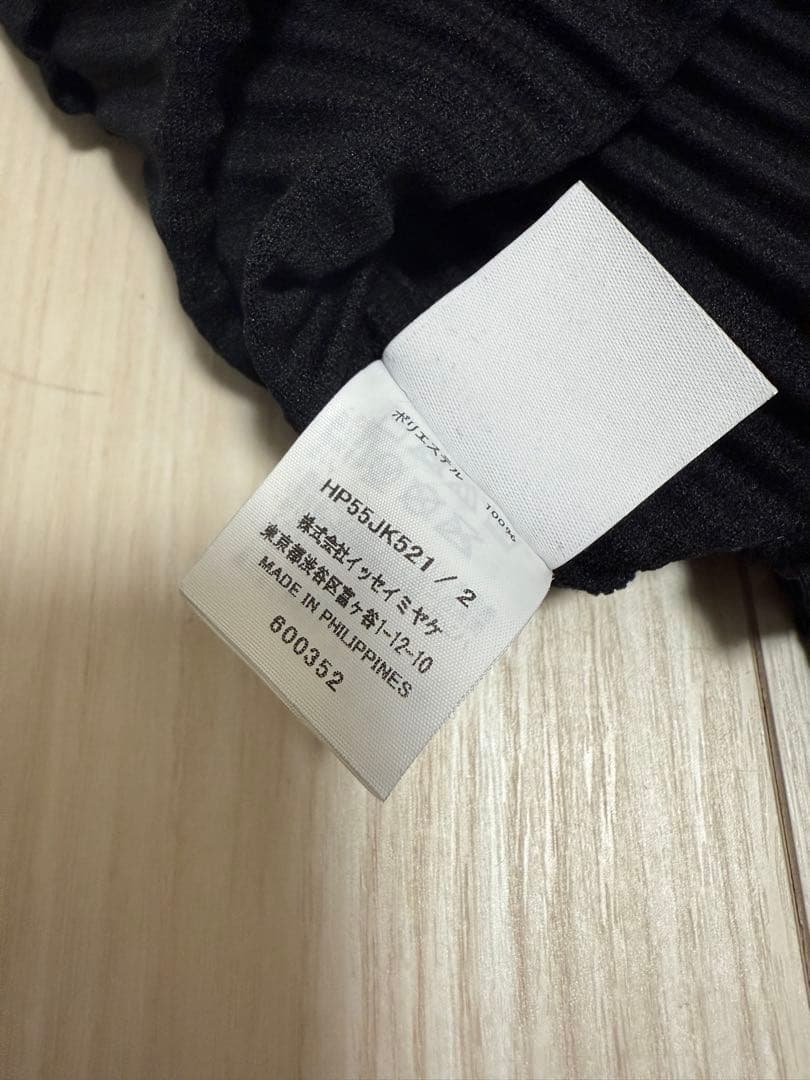 ポリエステル 100%
HP55JK521 / 2
株式会社イッセイミヤケ
東京都渋谷区富ヶ谷1-12-10
MADE IN PHILIPPINES
600352